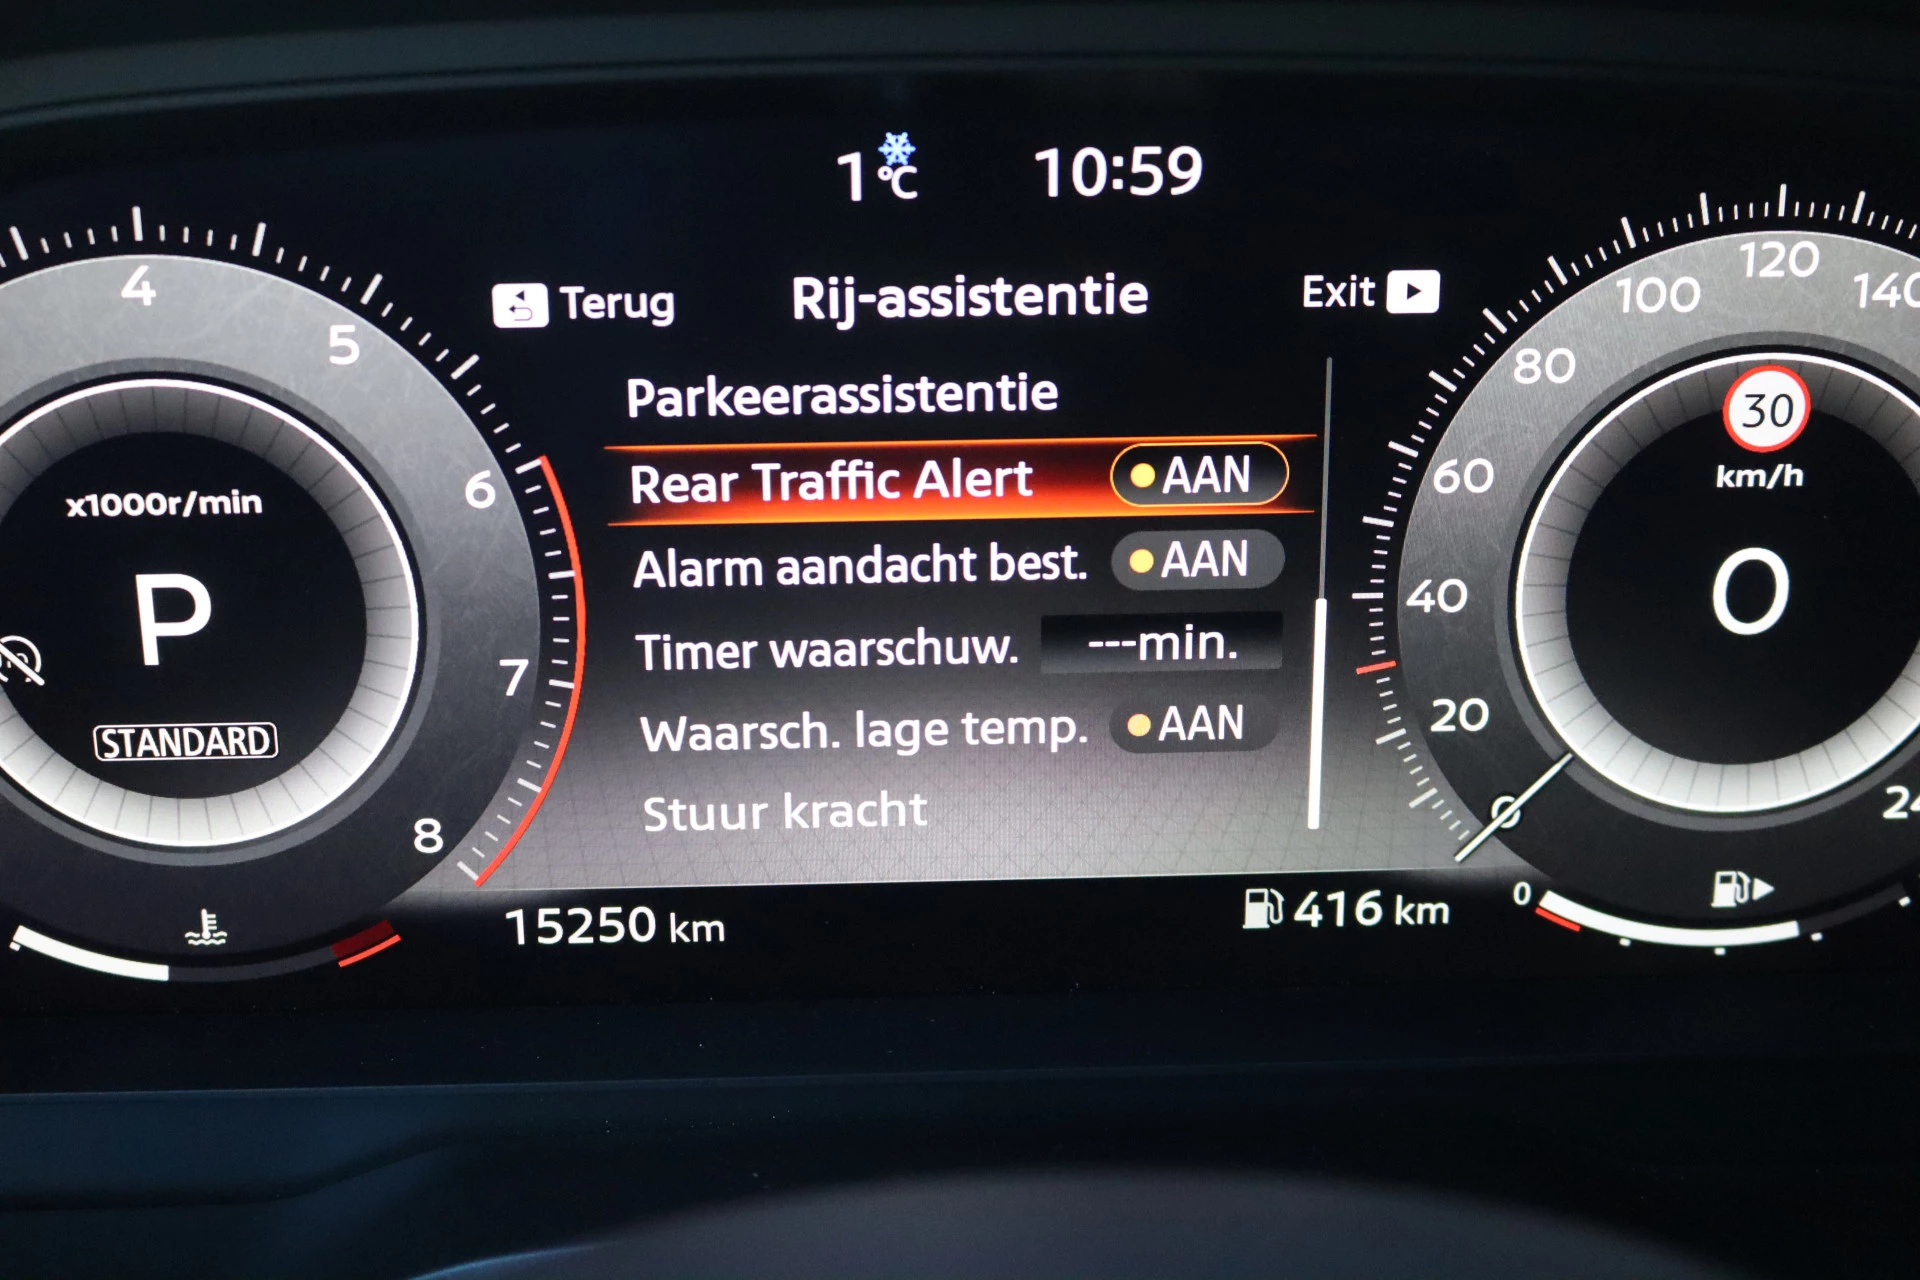 1 °C 10:59
Terug Rij-assistentie Exit
Parkeerassistentie
Rear Traffic Alert AAN
Alarm aandacht best. AAN
Timer waarschuw. ---min.
Waarsch. lage temp. AAN
Stuur kracht
15250 km
416 km
4
5
6
7
8
x1000r/min
P
STANDARD
0
20
40
60
80
100
120
30
km/h
0
0